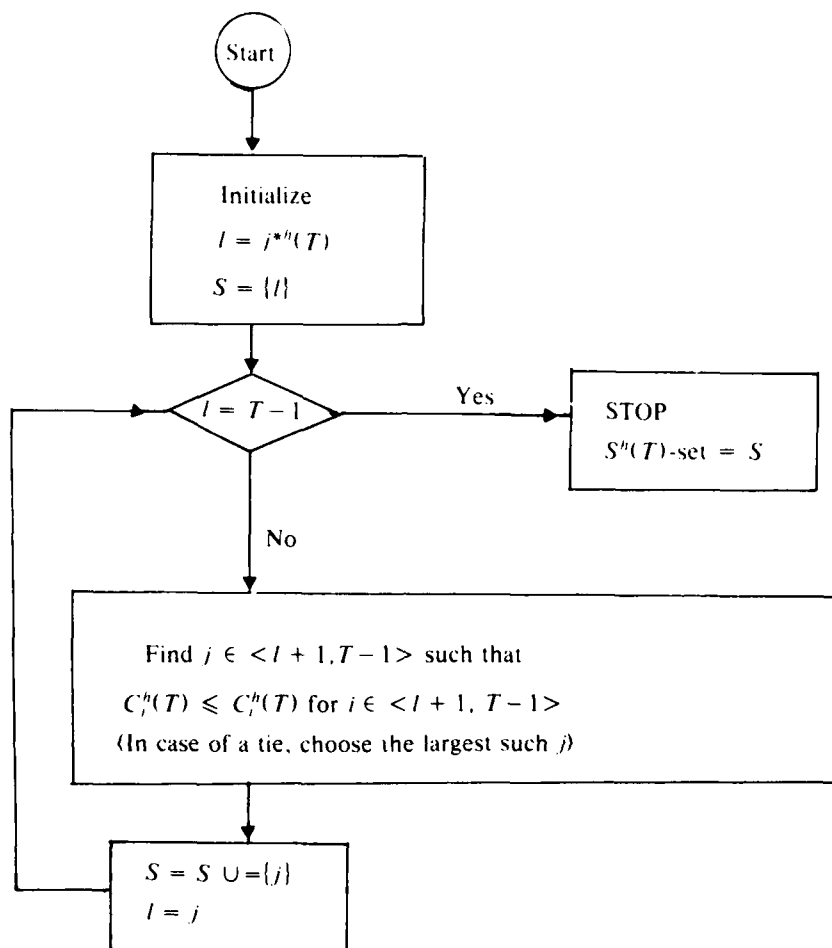 Start
Initialize
l = j*ʰ(T)
S = {l}
l = T − 1
Yes
STOP
Sʰ(T)-set = S
No
Find j ϵ <l + 1, T − 1> such that
Cⱼʰ(T) ⩽ Cᵢʰ(T) for i ϵ <l + 1, T − 1>
(In case of a tie, choose the largest such j)
S = S ∪ ={j}
l = j